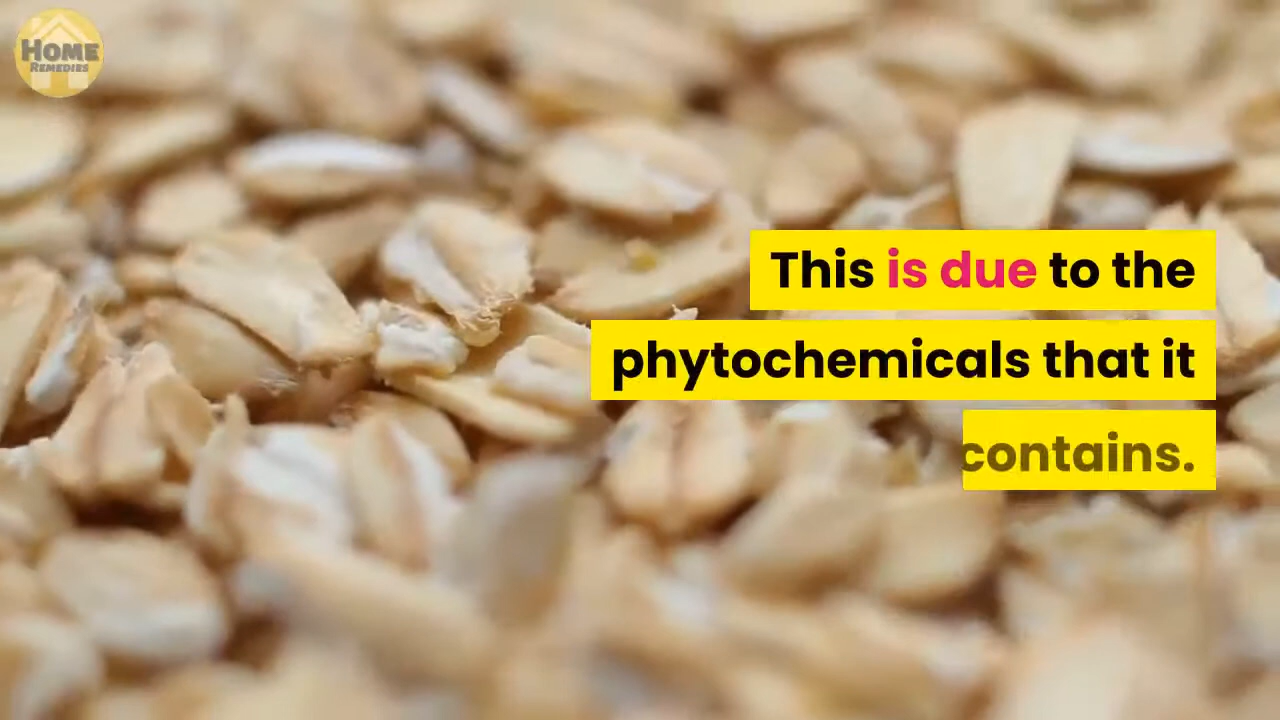 HOME
REMEDIES
This is due to the
phytochemicals that it
contains.